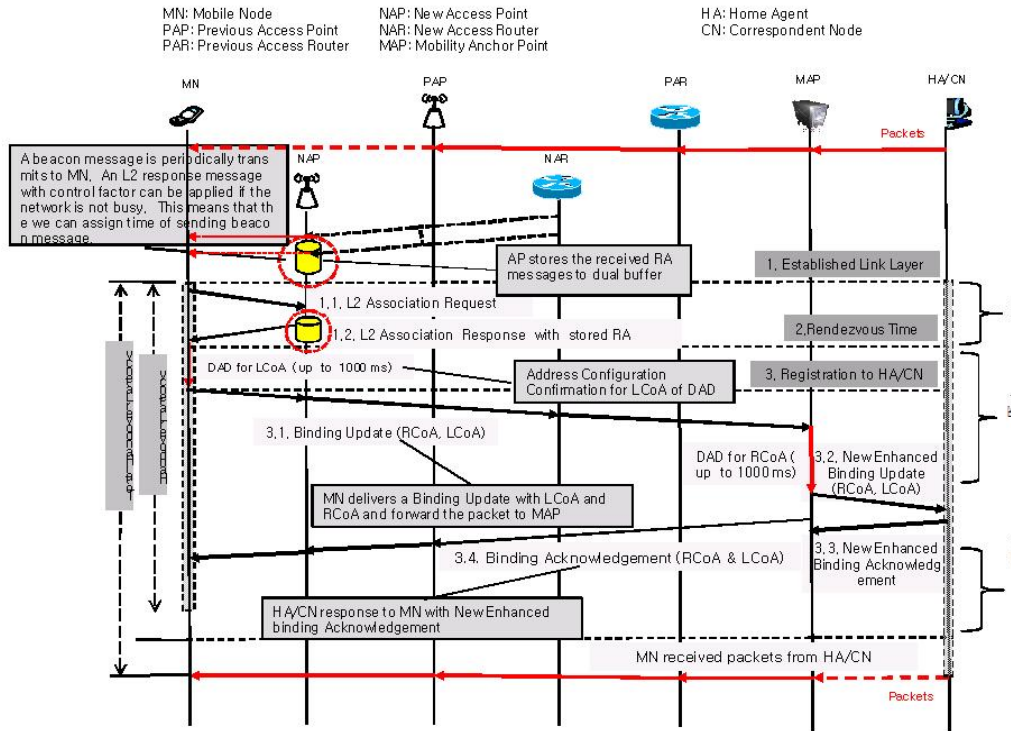 MN: Mobile Node
PAP: Previous Access Point
PAR: Previous Access Router
NAP: New Access Point
NAR: New Access Router
MAP: Mobility Anchor Point
HA: Home Agent
CN: Correspondent Node
MN
PAP
PAR
MAP
HA/CN
Packets
A beacon message is periodically trans
mits to MN, An L2 response message
with control factor can be applied if the
network is not busy, This means that th
e we can assign time of sending beaco
n message,
NAP
NAR
AP stores the received RA
messages to dual buffer
1, Established Link Layer
1,1, L2 Association Request
2,Rendezvous Time
1,2, L2 Association Response with stored RA
DAD for LCoA (up to 1000 ms)
Address Configuration
Confirmation for LCoA of DAD
3, Registration to HA/CN
3,1, Binding Update (RCoA, LCoA)
DAD for RCoA (
up to 1000 ms)
3,2, New Enhanced
Binding Update
(RCoA, LCoA)
MN delivers a Binding Update with LCoA and
RCoA and forward the packet to MAP
3,4, Binding Acknowledgement (RCoA & LCoA)
3,3, New Enhanced
Binding Acknowledg
ement
HA/CN response to MN with New Enhanced
binding Acknowledgement
MN received packets from HA/CN
Packets